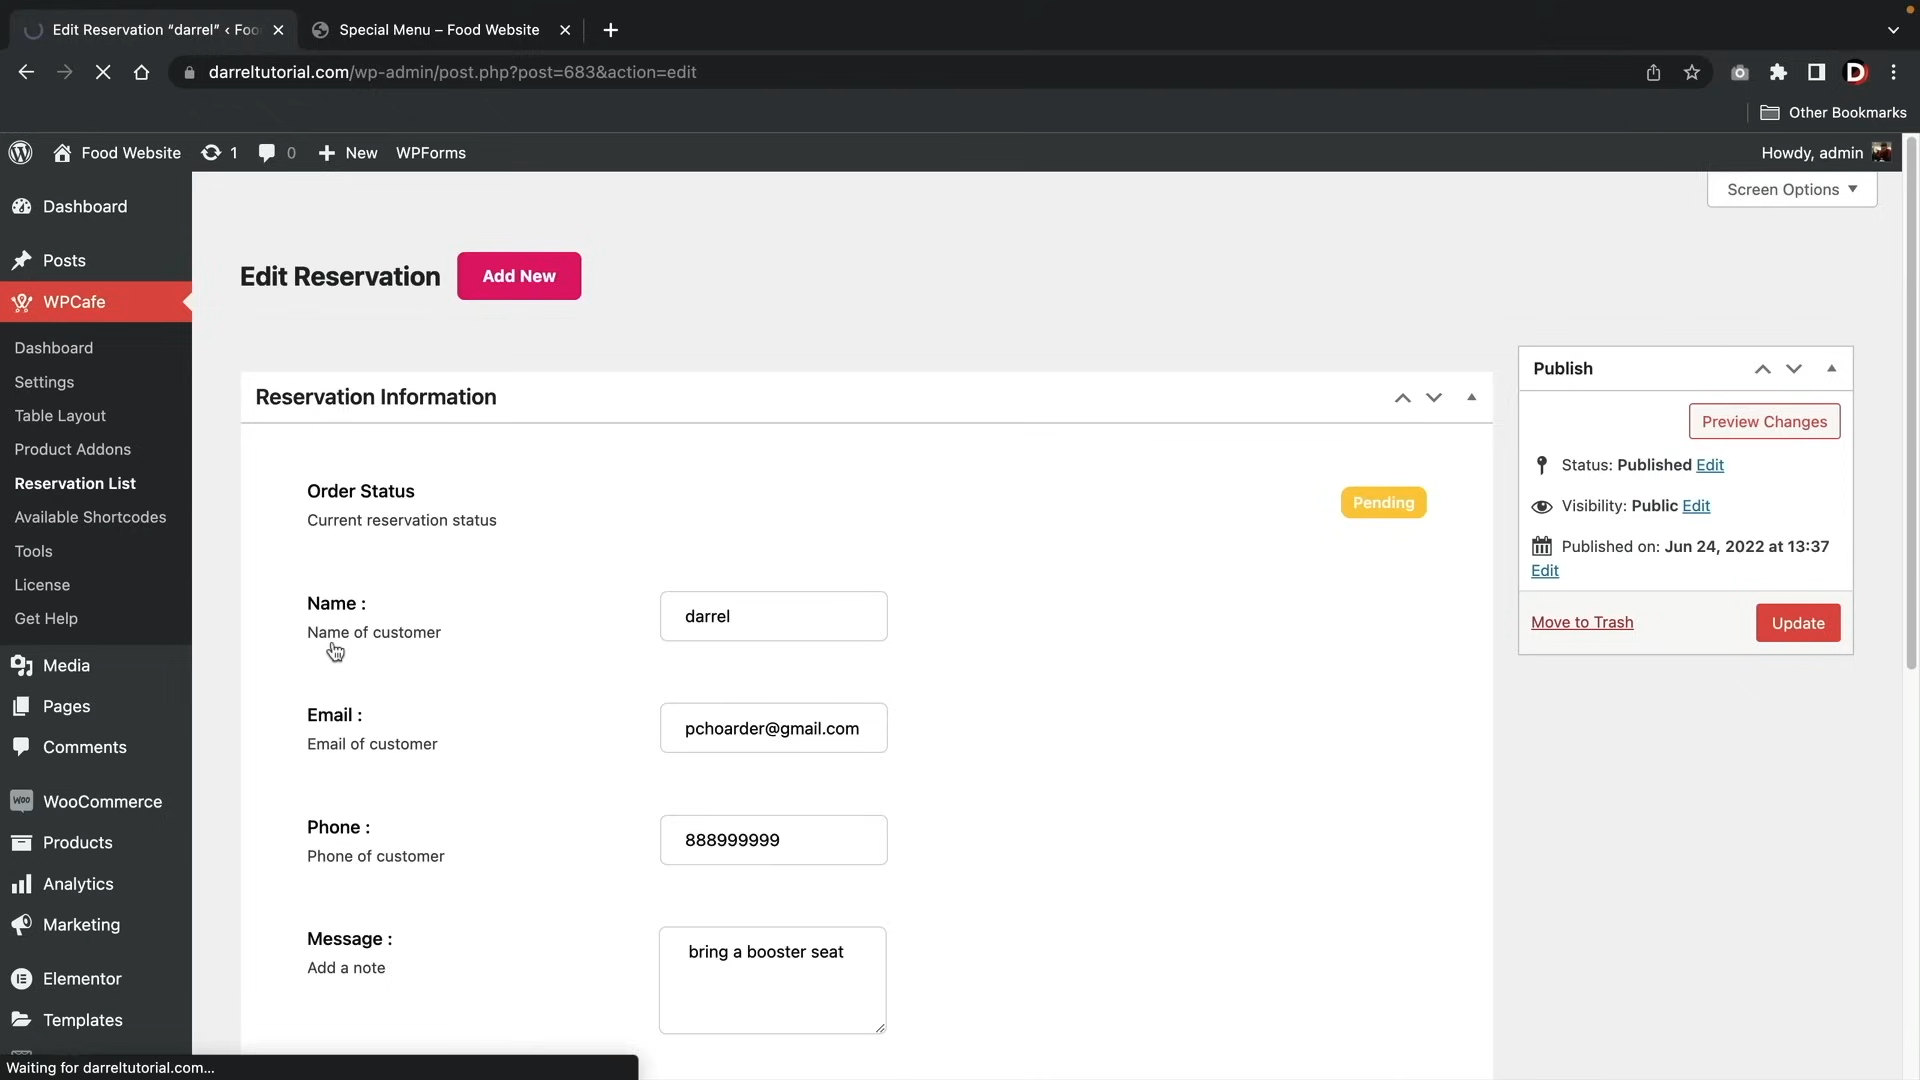 Edit Reservation “darrel” ‹ Foo
Special Menu – Food Website
darreltutorial.com/wp-admin/post.php?post=683&action=edit
D
Other Bookmarks
Food Website
1
0
New
WPForms
Howdy, admin
Screen Options
Dashboard
Posts
WPCafe
Dashboard
Settings
Table Layout
Product Addons
Reservation List
Available Shortcodes
Tools
License
Get Help
Media
Pages
Comments
Woo
WooCommerce
Products
Analytics
Marketing
Elementor
Templates
Edit Reservation
Add New
Reservation Information
Order Status
Current reservation status
Pending
Name :
Name of customer
darrel
Email :
Email of customer
pchoarder@gmail.com
Phone :
Phone of customer
888999999
Message :
Add a note
bring a booster seat
Publish
Preview Changes
Status: Published Edit
Visibility: Public Edit
Published on: Jun 24, 2022 at 13:37
Edit
Move to Trash
Update
Waiting for darreltutorial.com...